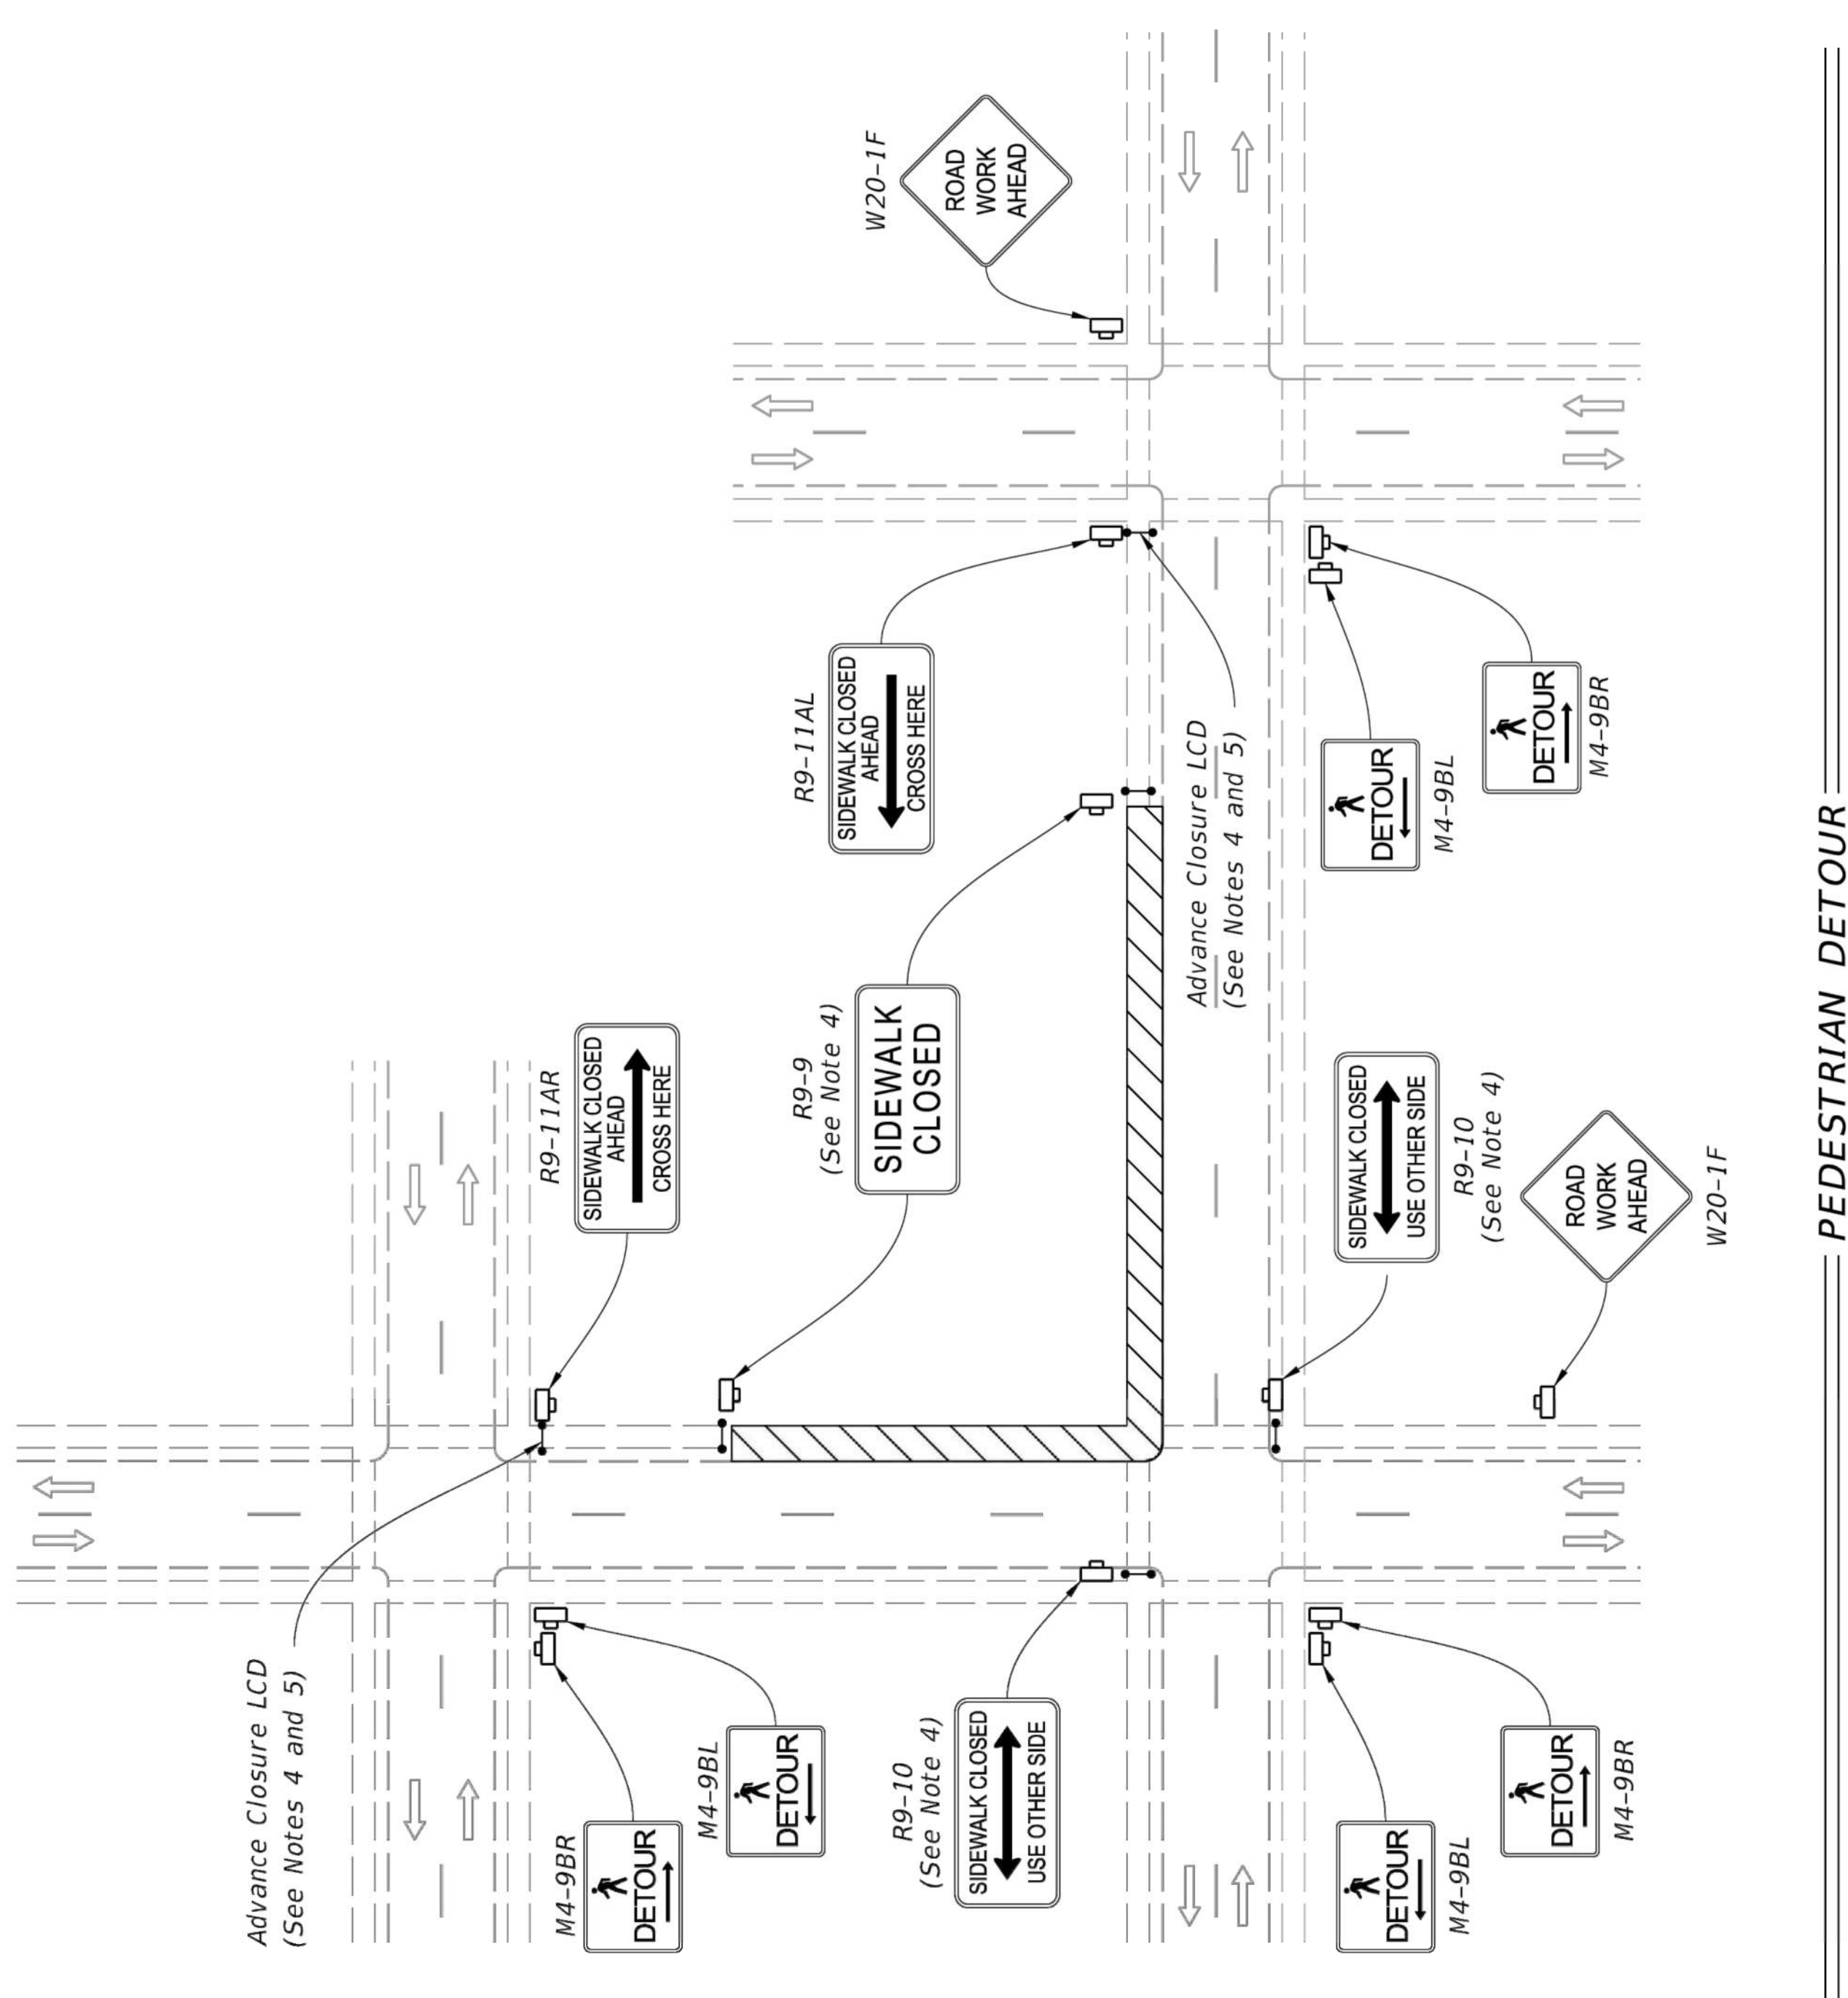 Advance Closure LCD
(See Notes 4 and 5)
M4-9BR
DETOUR
M4-9BL
DETOUR
R9-11AR
SIDEWALK CLOSED
AHEAD
CROSS HERE
R9-9
(See Note 4)
SIDEWALK
CLOSED
R9-11AL
SIDEWALK CLOSED
AHEAD
CROSS HERE
W20-1F
ROAD
WORK
AHEAD
R9-10
(See Note 4)
SIDEWALK CLOSED
USE OTHER SIDE
Advance Closure LCD
(See Notes 4 and 5)
DETOUR
M4-9BL
DETOUR
M4-9BR
SIDEWALK CLOSED
USE OTHER SIDE
R9-10
(See Note 4)
ROAD
WORK
AHEAD
W20-1F
DETOUR
M4-9BL
DETOUR
M4-9BR
PEDESTRIAN DETOUR